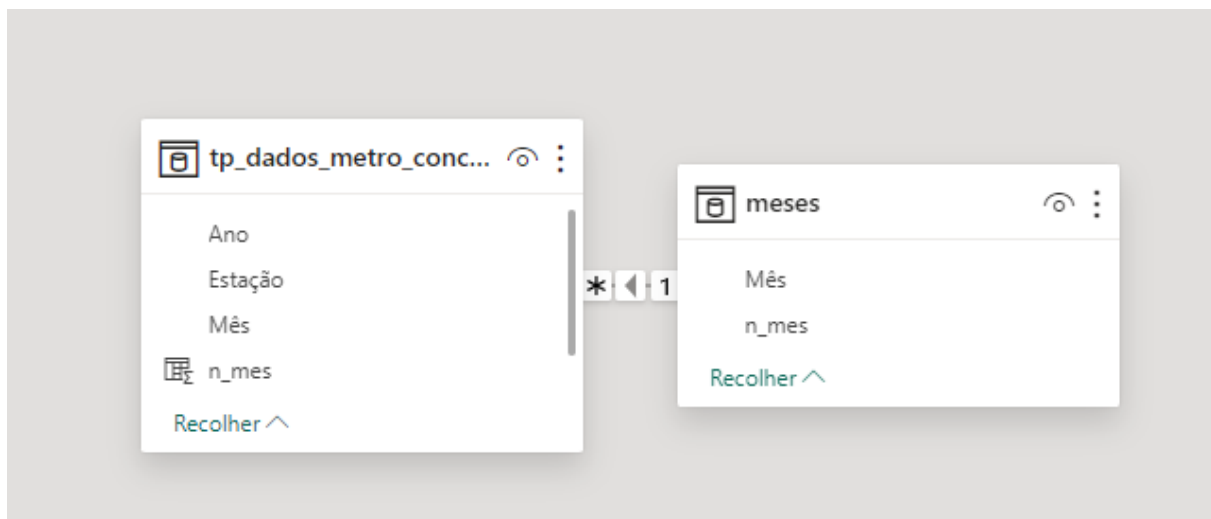 tp_dados_metro_conc...
Ano
Estação
Mês
n_mes
Recolher
* 1
meses
Mês
n_mes
Recolher